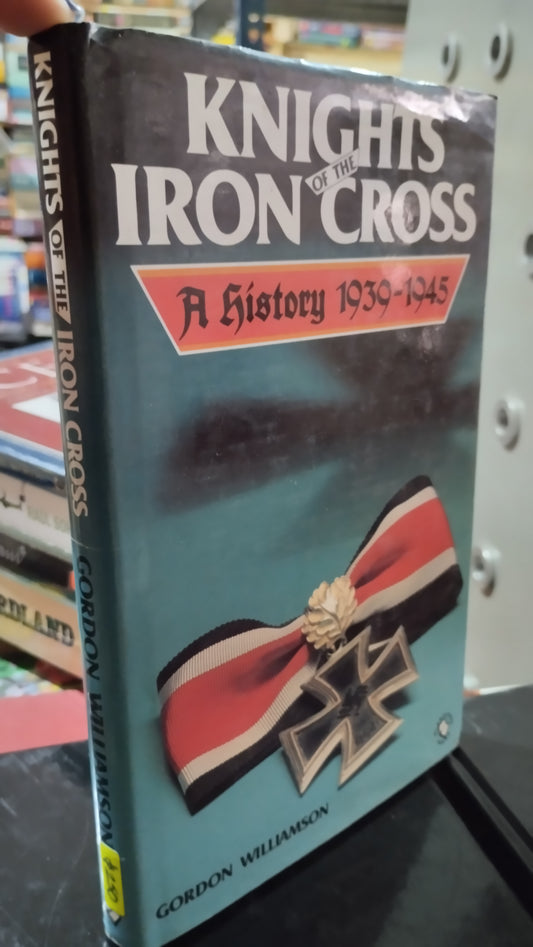 KNIGHTS
OF THE
IRON CROSS
A History 1939-1945
GORDON WILLIAMSON
KNIGHTS OF THE IRON CROSS
GORDON WILLIAMSON